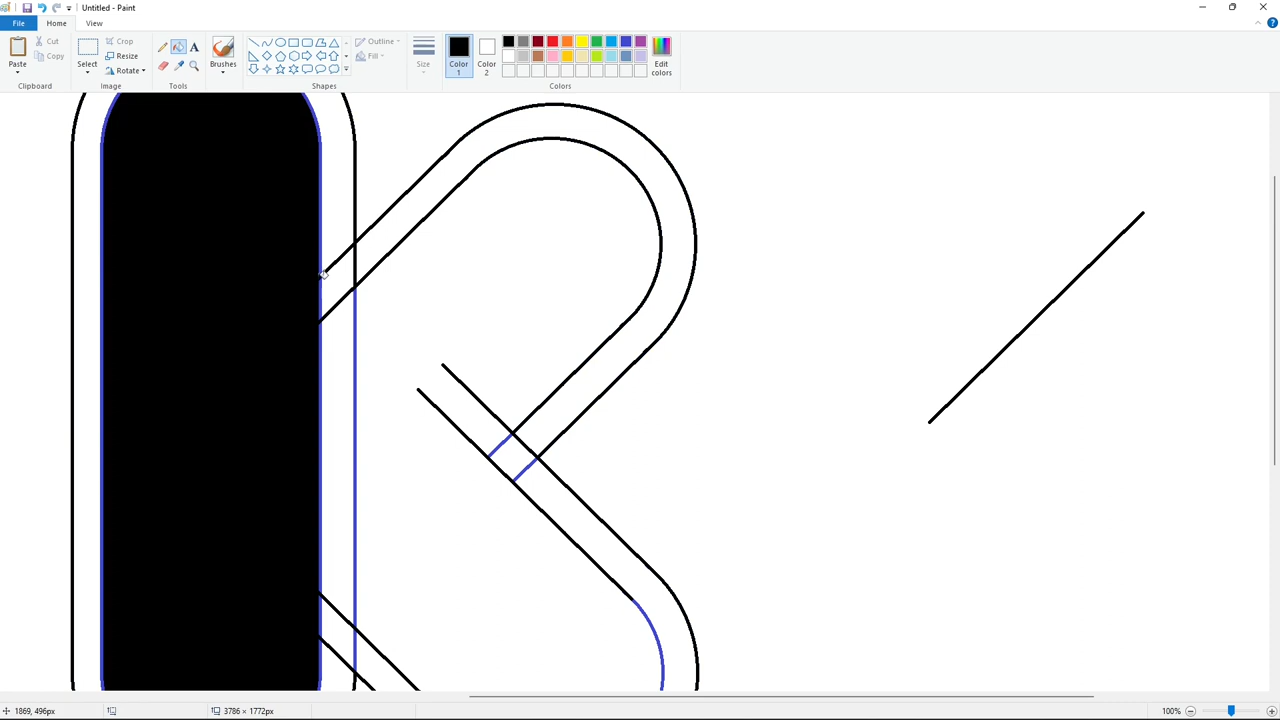 Untitled - Paint
File
Home
View
Paste
Cut
Copy
Clipboard
Select
Crop
Resize
Rotate
Image
A
Tools
Brushes
Outline
Fill
Shapes
Size
Color 1
Color 2
Edit colors
Colors
1869, 496px
3786 × 1772px
100%